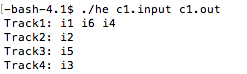 [-bash-4.1$ ./he c1.input c1.out
Track1: i1 i6 i4
Track2: i2
Track3: i5
Track4: i3